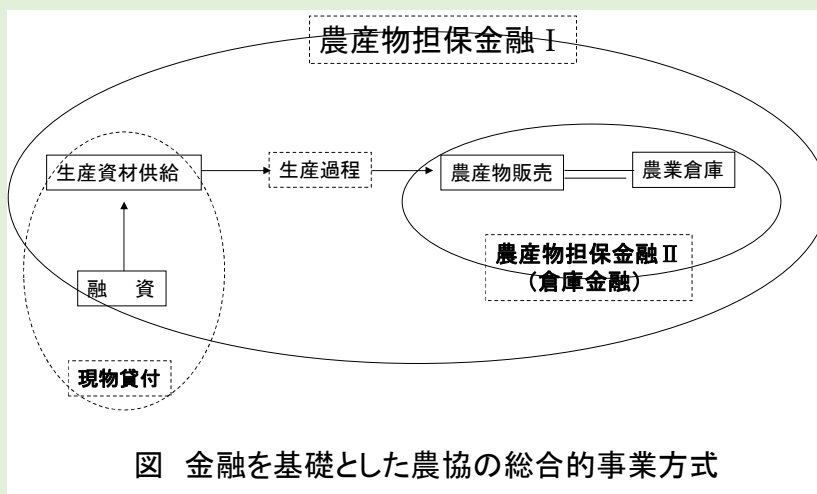 農産物担保金融Ⅰ
生産資材供給
生産過程
農産物販売
農業倉庫
農産物担保金融Ⅱ
（倉庫金融）
融　資
現物貸付
図　金融を基礎とした農協の総合的事業方式